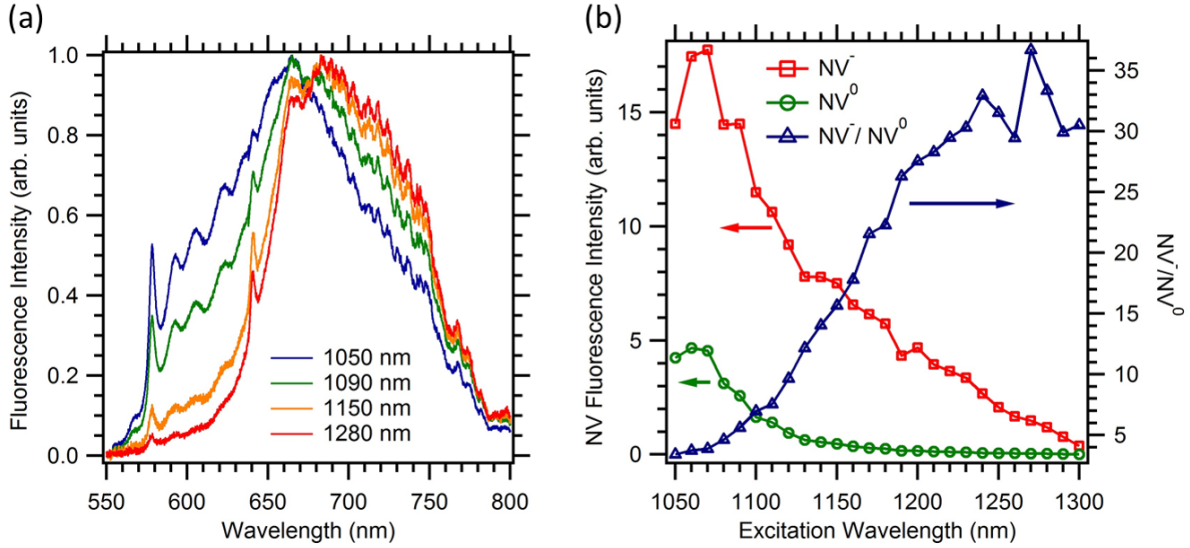 (a)
Fluorescence Intensity (arb. units)
1.0
0.8
0.6
0.4
0.2
0.0
550
600
650
700
750
800
Wavelength (nm)
1050 nm
1090 nm
1150 nm
1280 nm
(b)
NV Fluorescence Intensity (arb. units)
15
10
5
0
1050
1100
1150
1200
1250
1300
Excitation Wavelength (nm)
NV⁻
NV⁰
NV⁻/ NV⁰
35
30
25
20
15
10
5
NV⁻/NV⁰